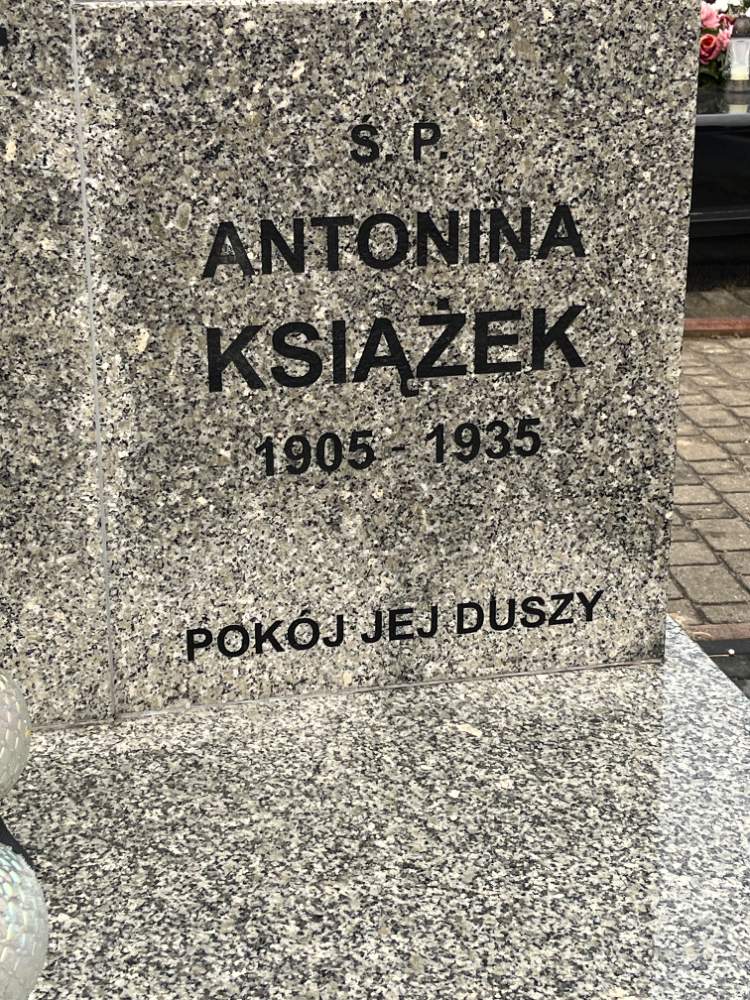 Ś. P.
ANTONINA
KSIĄŻEK
1905 - 1935
POKÓJ JEJ DUSZY